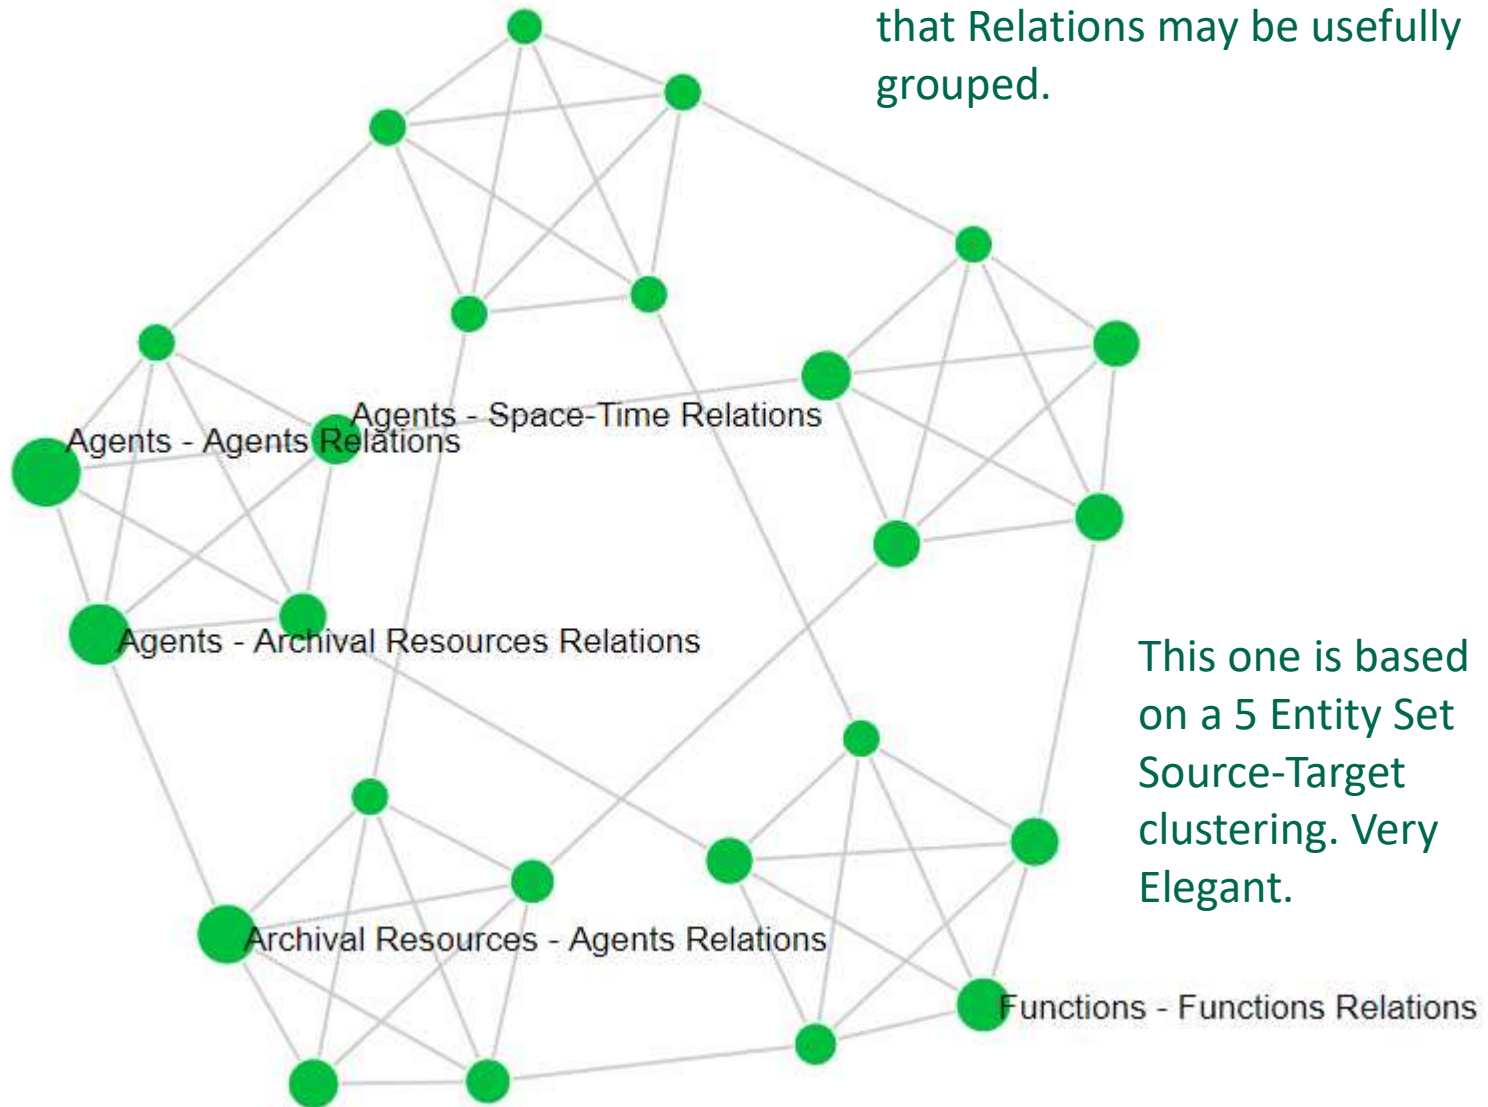 that Relations may be usefully
grouped.
Agents - Space-Time Relations
Agents - Agents Relations
Agents - Archival Resources Relations
This one is based
on a 5 Entity Set
Source-Target
clustering. Very
Elegant.
Archival Resources - Agents Relations
Functions - Functions Relations